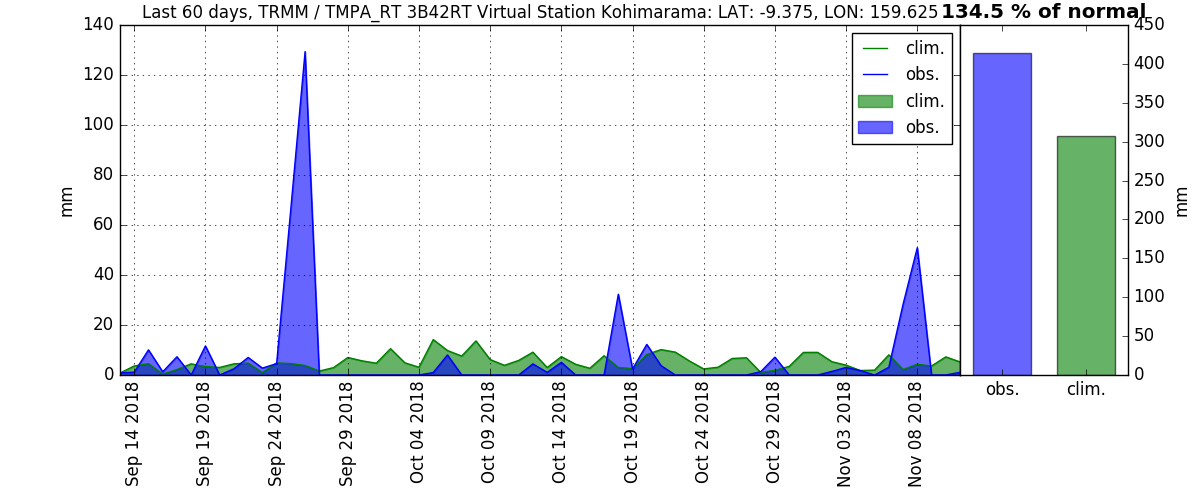 Last 60 days, TRMM / TMPA_RT 3B42RT Virtual Station Kohimarama: LAT: -9.375, LON: 159.625
134.5 % of normal
140
120
100
80
60
40
20
0
mm
clim.
obs.
clim.
obs.
450
400
350
300
250
200
150
100
50
0
mm
obs.
clim.
Sep 14 2018
Sep 19 2018
Sep 24 2018
Sep 29 2018
Oct 04 2018
Oct 09 2018
Oct 14 2018
Oct 19 2018
Oct 24 2018
Oct 29 2018
Nov 03 2018
Nov 08 2018